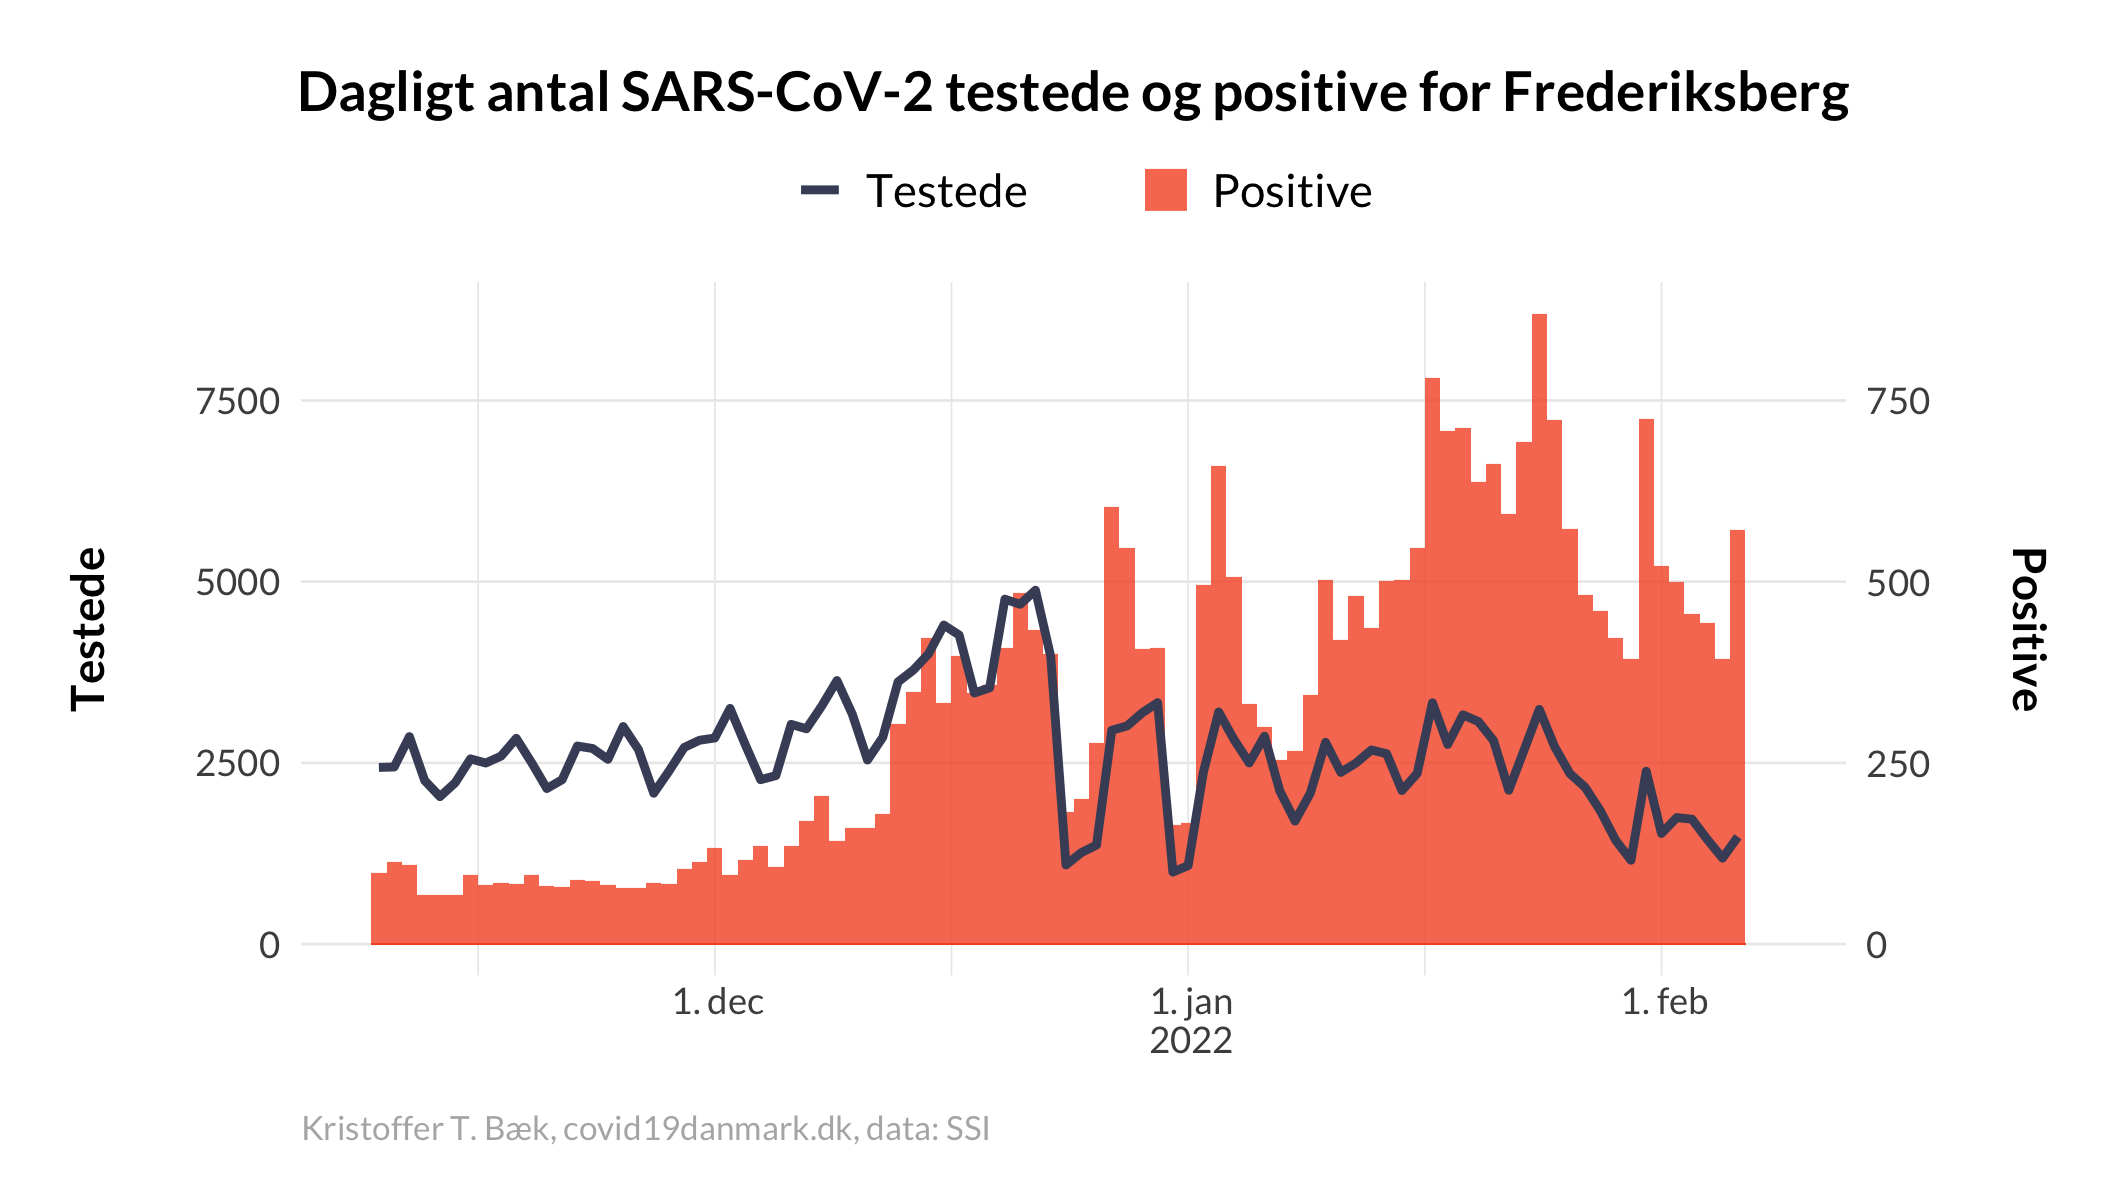 Dagligt antal SARS-CoV-2 testede og positive for Frederiksberg
Testede
Positive
7500
5000
2500
0
750
500
250
0
Testede
Positive
1. dec
1. jan
2022
1. feb
Kristoffer T. Bæk, covid19danmark.dk, data: SSI